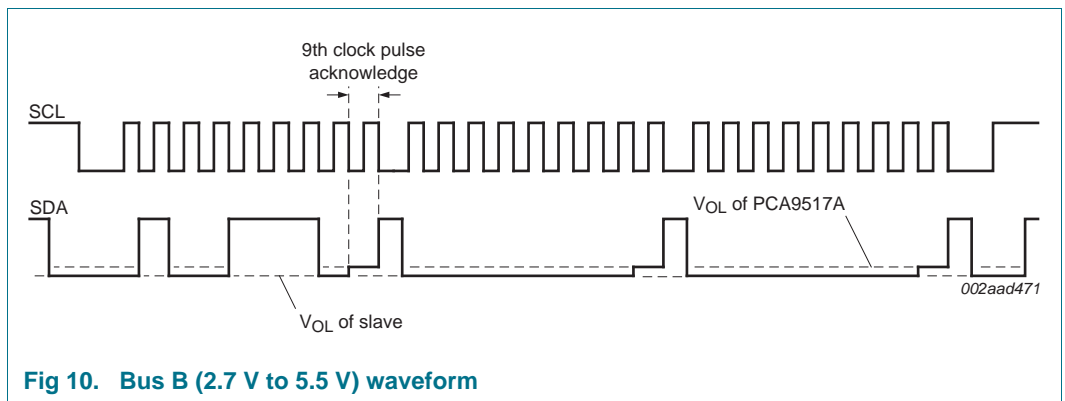 9th clock pulse
acknowledge
SCL
SDA
VOL of PCA9517A
002aad471
VOL of slave
Fig 10. Bus B (2.7 V to 5.5 V) waveform